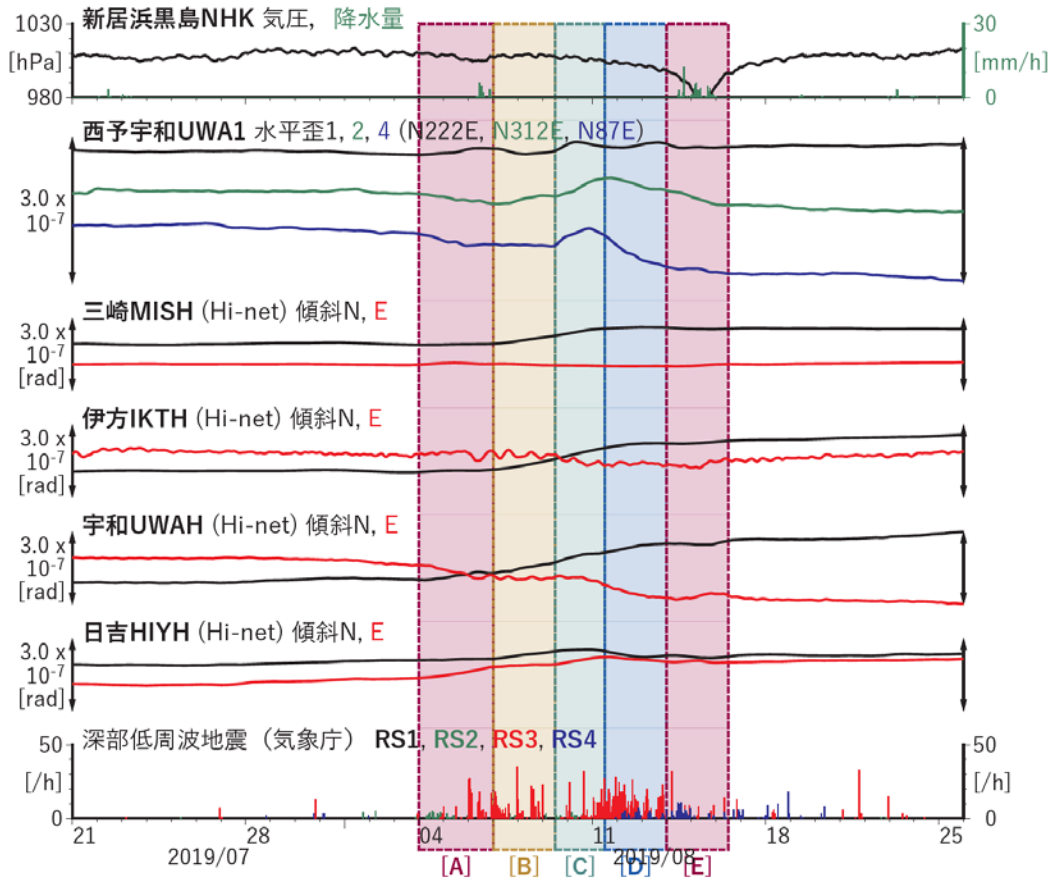 1030
[hPa]
980
新居浜黒島NHK 気圧, 降水量
30
[mm/h]
0
西予宇和UWA1 水平歪1, 2, 4 (N222E, N312E, N87E)
3.0 x
10-7
三崎MISH (Hi-net) 傾斜N, E
3.0 x
10-7
[rad]
伊方IKTH (Hi-net) 傾斜N, E
3.0 x
10-7
[rad]
宇和UWAH (Hi-net) 傾斜N, E
3.0 x
10-7
[rad]
日吉HIYH (Hi-net) 傾斜N, E
3.0 x
10-7
[rad]
深部低周波地震（気象庁） RS1, RS2, RS3, RS4
50
[/h]
0
50
[/h]
0
21 28 04 11 18 25
2019/07 2019/08
[A] [B] [C] [D] [E]